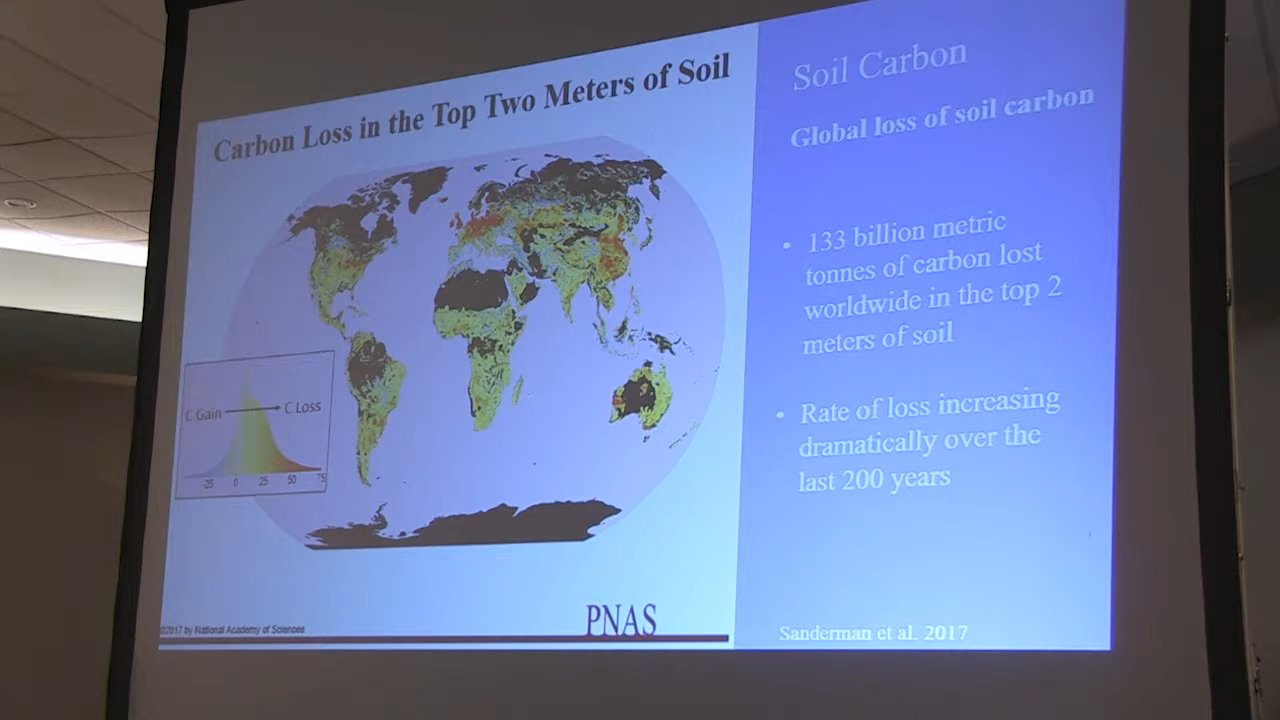 Carbon Loss in the Top Two Meters of Soil
C Gain
C Loss
-25 0 25 50 75
©2017 by National Academy of Sciences
PNAS
Soil Carbon
Global loss of soil carbon
• 133 billion metric
tonnes of carbon lost
worldwide in the top 2
meters of soil
• Rate of loss increasing
dramatically over the
last 200 years
Sanderman et al. 2017